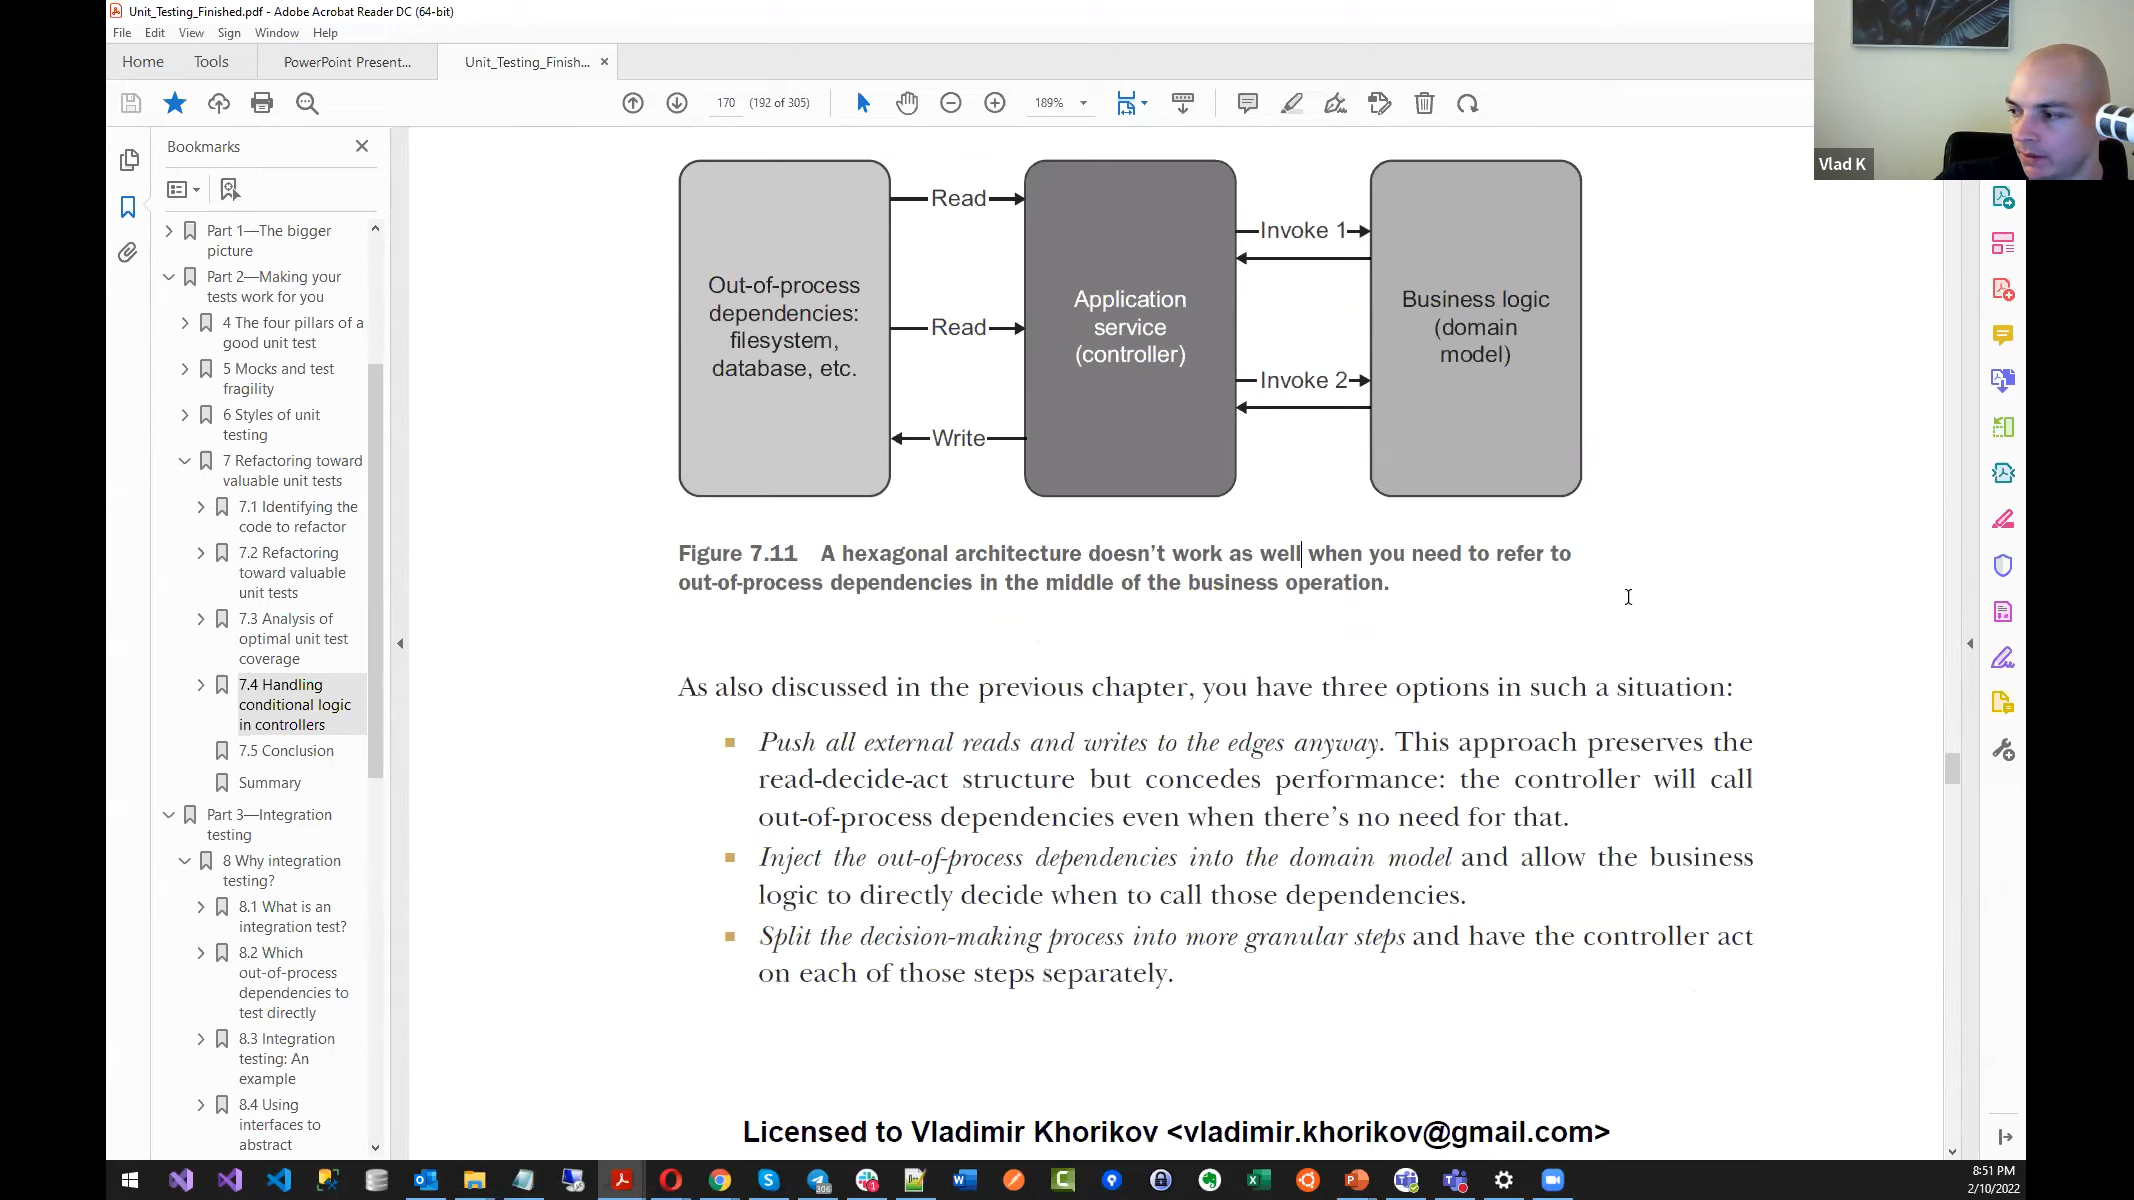 Unit_Testing_Finished.pdf - Adobe Acrobat Reader DC (64-bit)
File Edit View Sign Window Help
Home Tools PowerPoint Present... Unit_Testing_Finish... ×
170 (192 of 305) 189%
Vlad K
Bookmarks
Part 1—The bigger
picture
Part 2—Making your
tests work for you
4 The four pillars of a
good unit test
5 Mocks and test
fragility
6 Styles of unit
testing
7 Refactoring toward
valuable unit tests
7.1 Identifying the
code to refactor
7.2 Refactoring
toward valuable
unit tests
7.3 Analysis of
optimal unit test
coverage
7.4 Handling
conditional logic
in controllers
7.5 Conclusion
Summary
Part 3—Integration
testing
8 Why integration
testing?
8.1 What is an
integration test?
8.2 Which
out-of-process
dependencies to
test directly
8.3 Integration
testing: An
example
8.4 Using
interfaces to
abstract
Out-of-process
dependencies:
filesystem,
database, etc.
Read
Read
Write
Application
service
(controller)
Invoke 1
Invoke 2
Business logic
(domain
model)
Figure 7.11 A hexagonal architecture doesn’t work as well when you need to refer to
out-of-process dependencies in the middle of the business operation.
As also discussed in the previous chapter, you have three options in such a situation:
■ Push all external reads and writes to the edges anyway. This approach preserves the
read-decide-act structure but concedes performance: the controller will call
out-of-process dependencies even when there’s no need for that.
■ Inject the out-of-process dependencies into the domain model and allow the business
logic to directly decide when to call those dependencies.
■ Split the decision-making process into more granular steps and have the controller act
on each of those steps separately.
Licensed to Vladimir Khorikov <vladimir.khorikov@gmail.com>
306
8:51 PM
2/10/2022